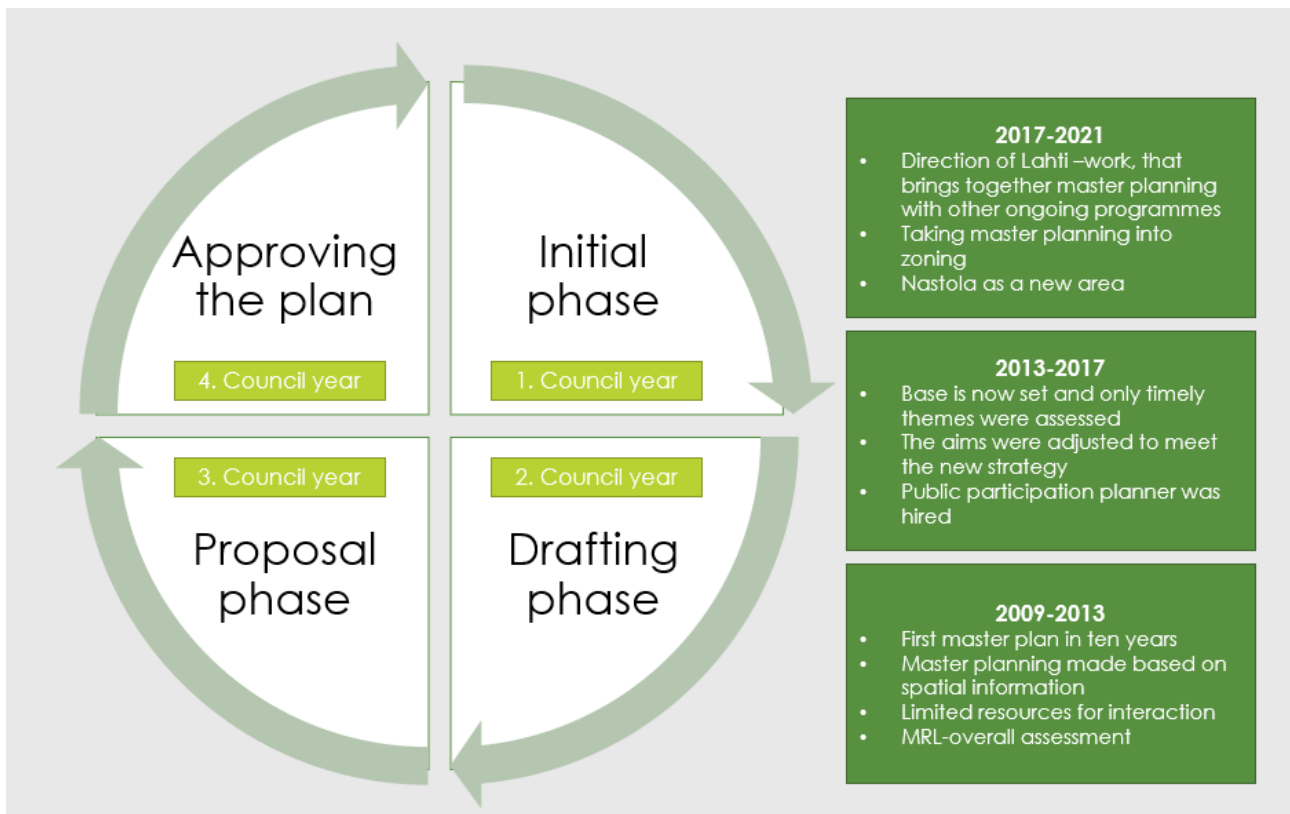 Approving
the plan
4. Council year
Initial
phase
1. Council year
3. Council year
Proposal
phase
2. Council year
Drafting
phase
2017-2021
• Direction of Lahti –work, that
brings together master planning
with other ongoing programmes
• Taking master planning into
zoning
• Nastola as a new area
2013-2017
• Base is now set and only timely
themes were assessed
• The aims were adjusted to meet
the new strategy
• Public participation planner was
hired
2009-2013
• First master plan in ten years
• Master planning made based on
spatial information
• Limited resources for interaction
• MRL-overall assessment